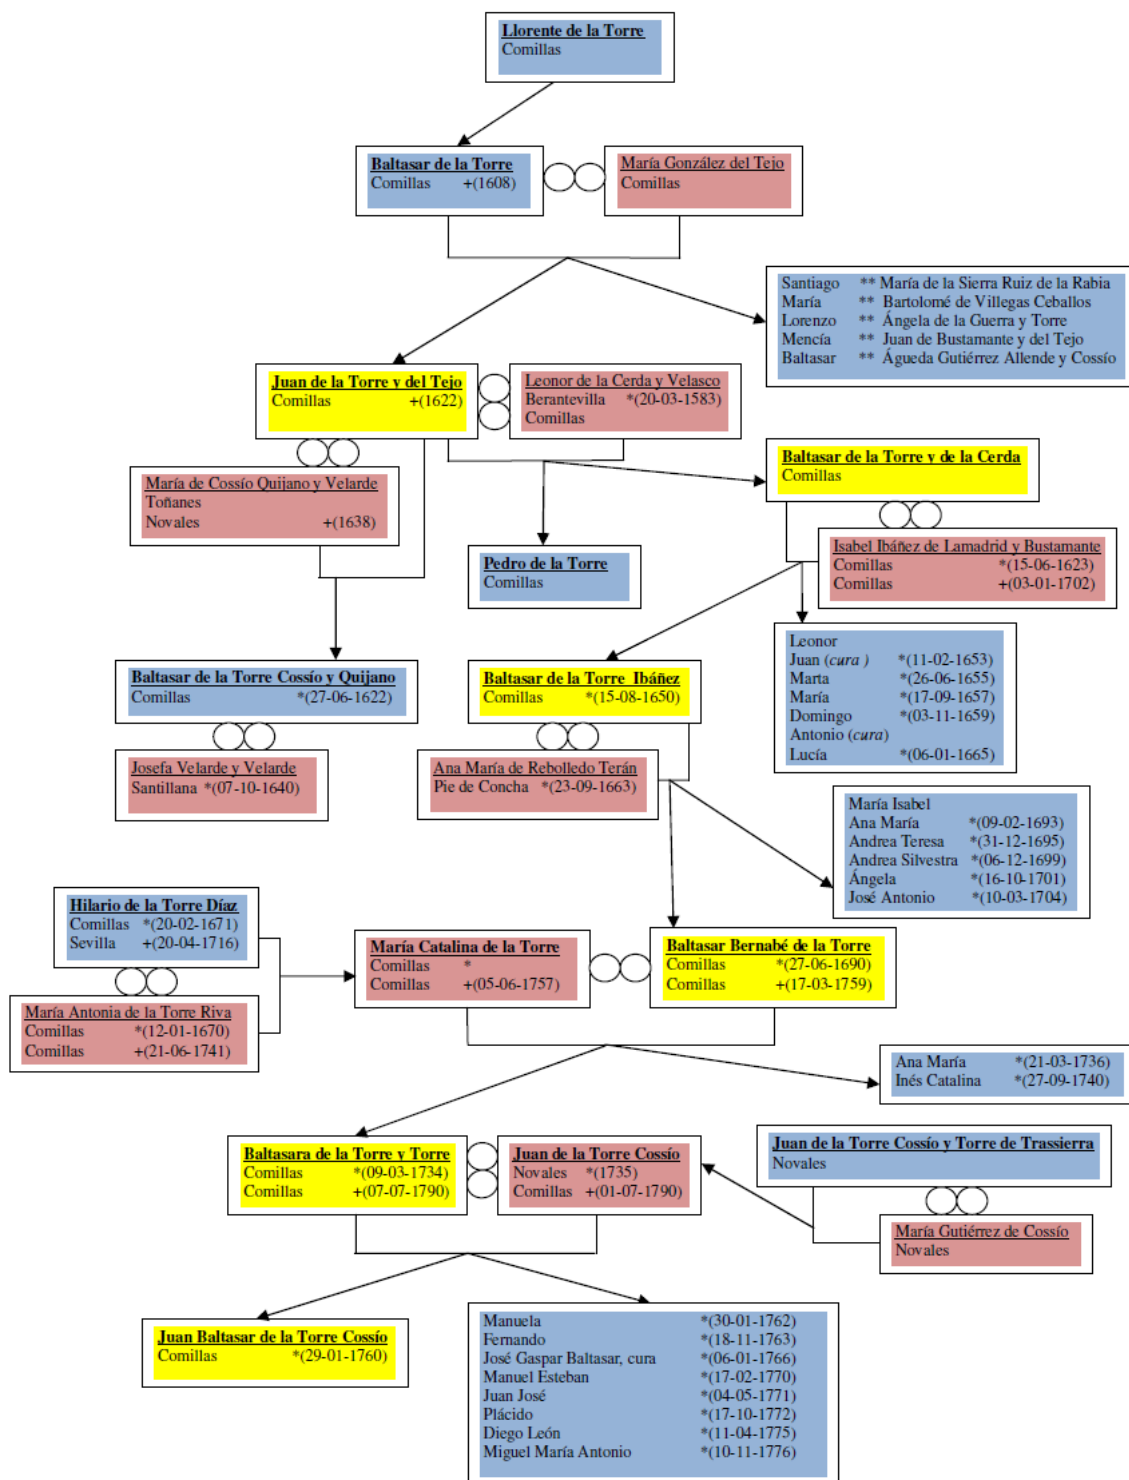 Llorente de la Torre
Comillas
Baltasar de la Torre
Comillas +(1608)
María González del Tejo
Comillas
Santiago ** María de la Sierra Ruiz de la Rabia
María ** Bartolomé de Villegas Ceballos
Lorenzo ** Ángela de la Guerra y Torre
Mencía ** Juan de Bustamante y del Tejo
Baltasar ** Águeda Gutiérrez Allende y Cossío
Juan de la Torre y del Tejo
Comillas +(1622)
Leonor de la Cerda y Velasco
Berantevilla *(20-03-1583)
Comillas
María de Cossío Quijano y Velarde
Toñanes
Novales +(1638)
Baltasar de la Torre y de la Cerda
Comillas
Pedro de la Torre
Comillas
Isabel Ibáñez de Lamadrid y Bustamante
Comillas *(15-06-1623)
Comillas +(03-01-1702)
Baltasar de la Torre Cossío y Quijano
Comillas *(27-06-1622)
Baltasar de la Torre Ibáñez
Comillas *(15-08-1650)
Leonor
Juan (cura ) *(11-02-1653)
Marta *(26-06-1655)
María *(17-09-1657)
Domingo *(03-11-1659)
Antonio (cura)
Lucía *(06-01-1665)
Josefa Velarde y Velarde
Santillana *(07-10-1640)
Ana María de Rebolledo Terán
Pie de Concha *(23-09-1663)
María Isabel
Ana María *(09-02-1693)
Andrea Teresa *(31-12-1695)
Andrea Silvestra *(06-12-1699)
Ángela *(16-10-1701)
José Antonio *(10-03-1704)
Hilario de la Torre Díaz
Comillas *(20-02-1671)
Sevilla +(20-04-1716)
María Catalina de la Torre
Comillas *
Comillas +(05-06-1757)
Baltasar Bernabé de la Torre
Comillas *(27-06-1690)
Comillas +(17-03-1759)
María Antonia de la Torre Riva
Comillas *(12-01-1670)
Comillas +(21-06-1741)
Ana María *(21-03-1736)
Inés Catalina *(27-09-1740)
Baltasara de la Torre y Torre
Comillas *(09-03-1734)
Comillas +(07-07-1790)
Juan de la Torre Cossío
Novales *(1735)
Comillas +(01-07-1790)
Juan de la Torre Cossío y Torre de Trassierra
Novales
María Gutiérrez de Cossío
Novales
Juan Baltasar de la Torre Cossío
Comillas *(29-01-1760)
Manuela *(30-01-1762)
Fernando *(18-11-1763)
José Gaspar Baltasar, cura *(06-01-1766)
Manuel Esteban *(17-02-1770)
Juan José *(04-05-1771)
Plácido *(17-10-1772)
Diego León *(11-04-1775)
Miguel María Antonio *(10-11-1776)